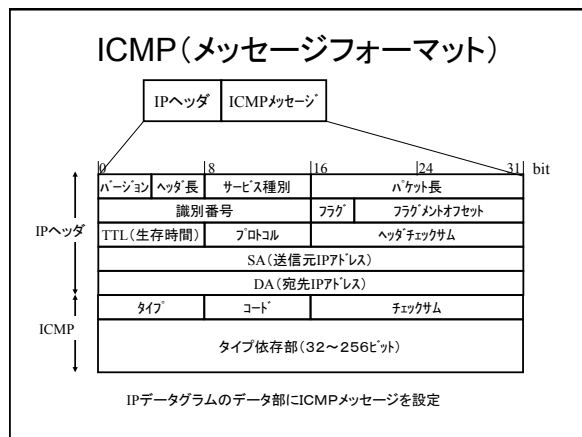 ICMP(メッセージフォーマット)
IPヘッダ ICMPメッセージ
0 8 16 24 31 bit
バージョン ヘッダ長 サービス種別 パケット長
識別番号 フラグ フラグメントオフセット
IPヘッダ
TTL(生存時間) プロトコル ヘッダチェックサム
SA(送信元IPアドレス)
DA(宛先IPアドレス)
タイプ コード チェックサム
ICMP
タイプ依存部(32~256ビット)
IPデータグラムのデータ部にICMPメッセージを設定